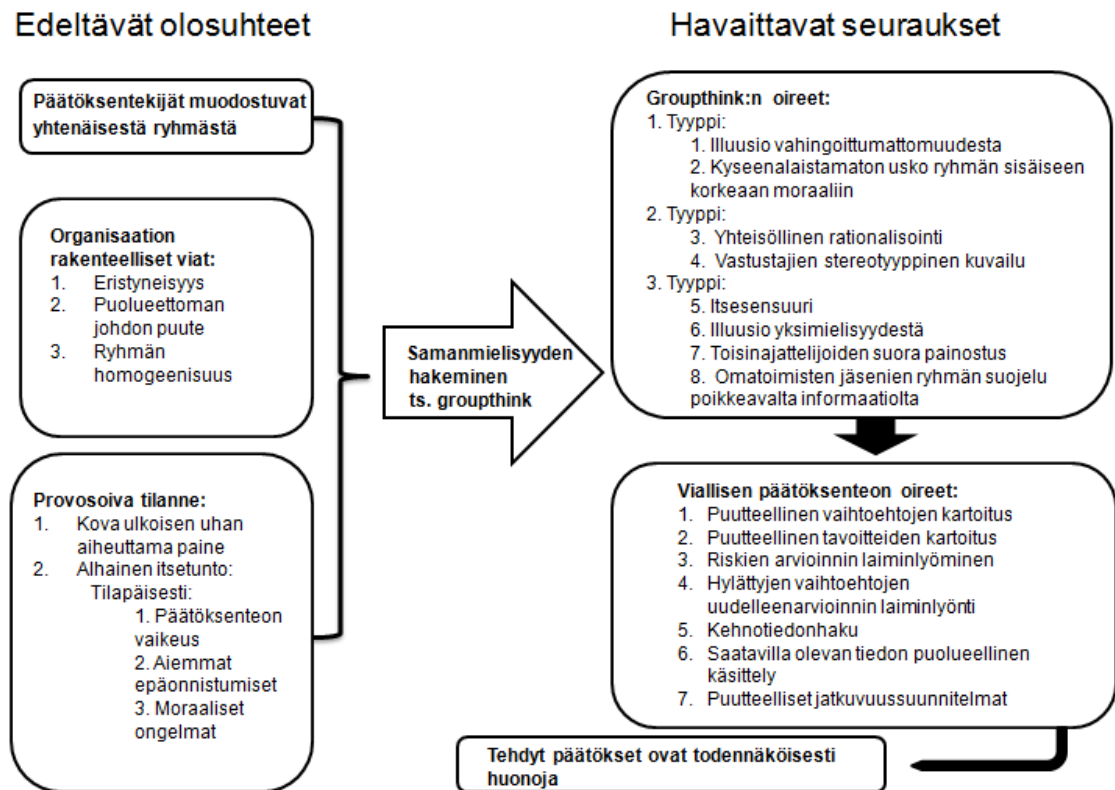 Edeltävät olosuhteet
Päätöksentekijät muodostuvat
yhtenäisestä ryhmästä
Organisaation
rakenteelliset viat:
1. Eristyneisyys
2. Puolueettoman
johdon puute
3. Ryhmän
homogeenisuus
Provosoiva tilanne:
1. Kova ulkoisen uhan
aiheuttama paine
2. Alhainen itsetunto:
Tilapäisesti:
1. Päätöksenteon
vaikeus
2. Aiemmat
epäonnistumiset
3. Moraaliset
ongelmat
Samanmielisyyden
hakeminen
ts. groupthink
Havaittavat seuraukset
Groupthink:n oireet:
1. Tyyppi:
1. Illuusio vahingoittumattomuudesta
2. Kyseenalaistamaton usko ryhmän sisäiseen
korkeaan moraaliin
2. Tyyppi:
3. Yhteisöllinen rationalisointi
4. Vastustajien stereotyyppinen kuvailu
3. Tyyppi:
5. Itsesensuuri
6. Illuusio yksimielisyydestä
7. Toisinajattelijoiden suora painostus
8. Omatoimisten jäsenien ryhmän suojelu
poikkeavalta informaatiolta
Viallisen päätöksenteon oireet:
1. Puutteellinen vaihtoehtojen kartoitus
2. Puutteellinen tavoitteiden kartoitus
3. Riskien arvioinnin laiminlyöminen
4. Hylättyjen vaihtoehtojen
uudelleenarvioinnin laiminlyönti
5. Kehnotiedonhaku
6. Saatavilla olevan tiedon puolueellinen
käsittely
7. Puutteelliset jatkuvuussuunnitelmat
Tehdyt päätökset ovat todennäköisesti
huonoja